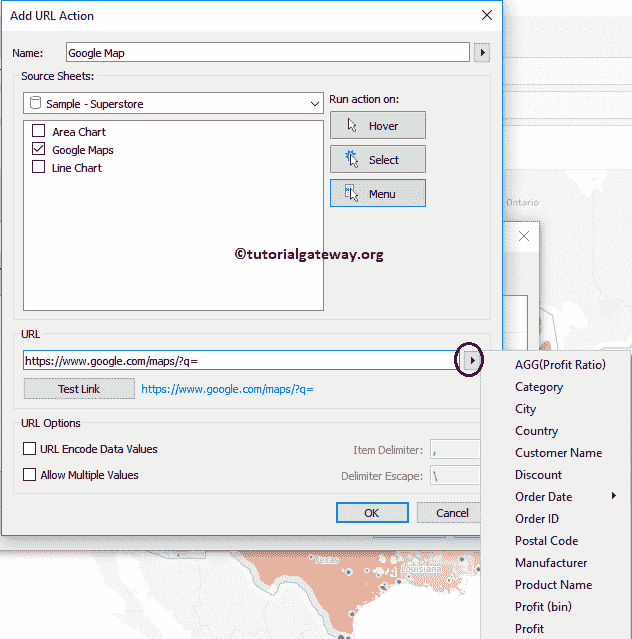 Add URL Action
Name: Google Map
Source Sheets:
Sample - Superstore
Area Chart
Google Maps
Line Chart
Run action on:
Hover
Select
Menu
Ontario
©tutorialgateway.org
URL
https://www.google.com/maps/?q=
Test Link https://www.google.com/maps/?q=
URL Options
URL Encode Data Values Item Delimiter: ,
Allow Multiple Values Delimiter Escape: \
OK Cancel
AGG(Profit Ratio)
Category
City
Country
Customer Name
Discount
Order Date
Order ID
Postal Code
Manufacturer
Product Name
Profit (bin)
Profit
Texas
Louisiana